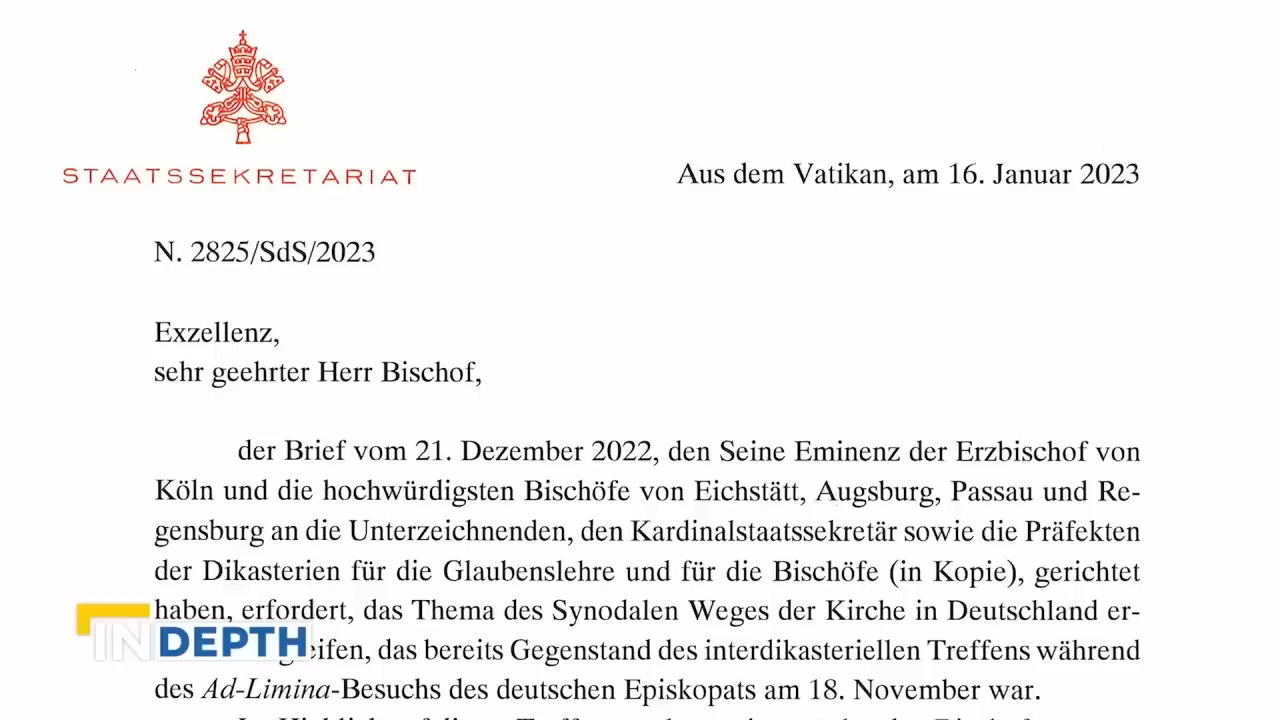 STAATSSEKRETARIAT
Aus dem Vatikan, am 16. Januar 2023
N. 2825/SdS/2023
Exzellenz,
sehr geehrter Herr Bischof,
der Brief vom 21. Dezember 2022, den Seine Eminenz der Erzbischof von
Köln und die hochwürdigsten Bischöfe von Eichstätt, Augsburg, Passau und Re-
gensburg an die Unterzeichnenden, den Kardinalstaatssekretär sowie die Präfekten
der Dikasterien für die Glaubenslehre und für die Bischöfe (in Kopie), gerichtet
haben, erfordert, das Thema des Synodalen Weges der Kirche in Deutschland er-
eifen, das bereits Gegenstand des interdikasteriellen Treffens während
des Ad-Limina-Besuchs des deutschen Episkopats am 18. November war.
IN DEPTH